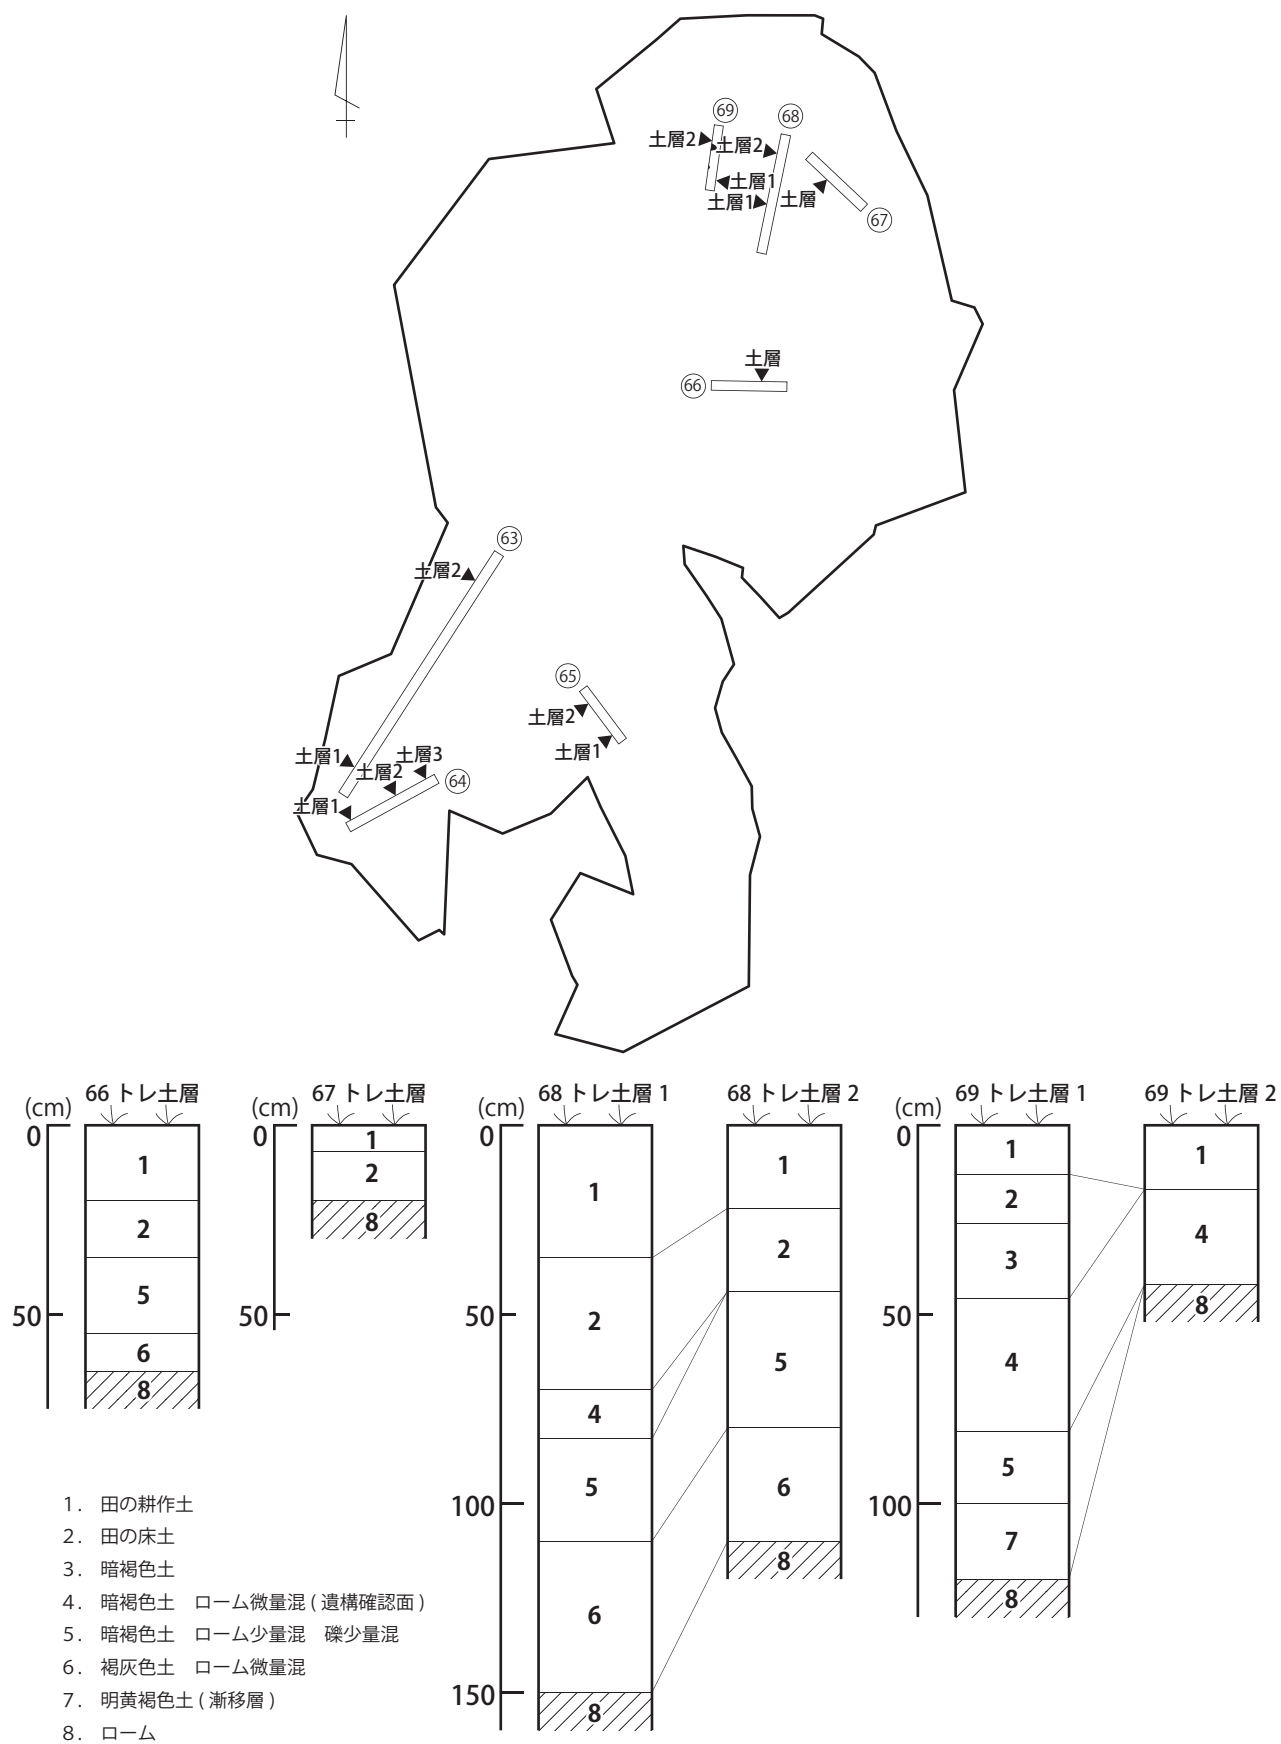 69
68
土層2
土層2
土層1
土層1
土層
67
土層
66
63
土層2
65
土層2
土層1
土層1
土層3
土層2
64
土層1
66 トレ土層
67 トレ土層
68 トレ土層 1
68 トレ土層 2
69 トレ土層 1
69 トレ土層 2
(cm)
0
50
1
2
5
6
8
(cm)
0
50
1
2
8
(cm)
0
50
100
150
1
2
4
5
6
8
1
2
5
6
8
(cm)
0
50
100
1
2
3
4
5
7
8
1
4
8
1. 田の耕作土
2. 田の床土
3. 暗褐色土
4. 暗褐色土 ローム微量混 ( 遺構確認面 )
5. 暗褐色土 ローム少量混 礫少量混
6. 褐灰色土 ローム微量混
7. 明黄褐色土 ( 漸移層 )
8. ローム